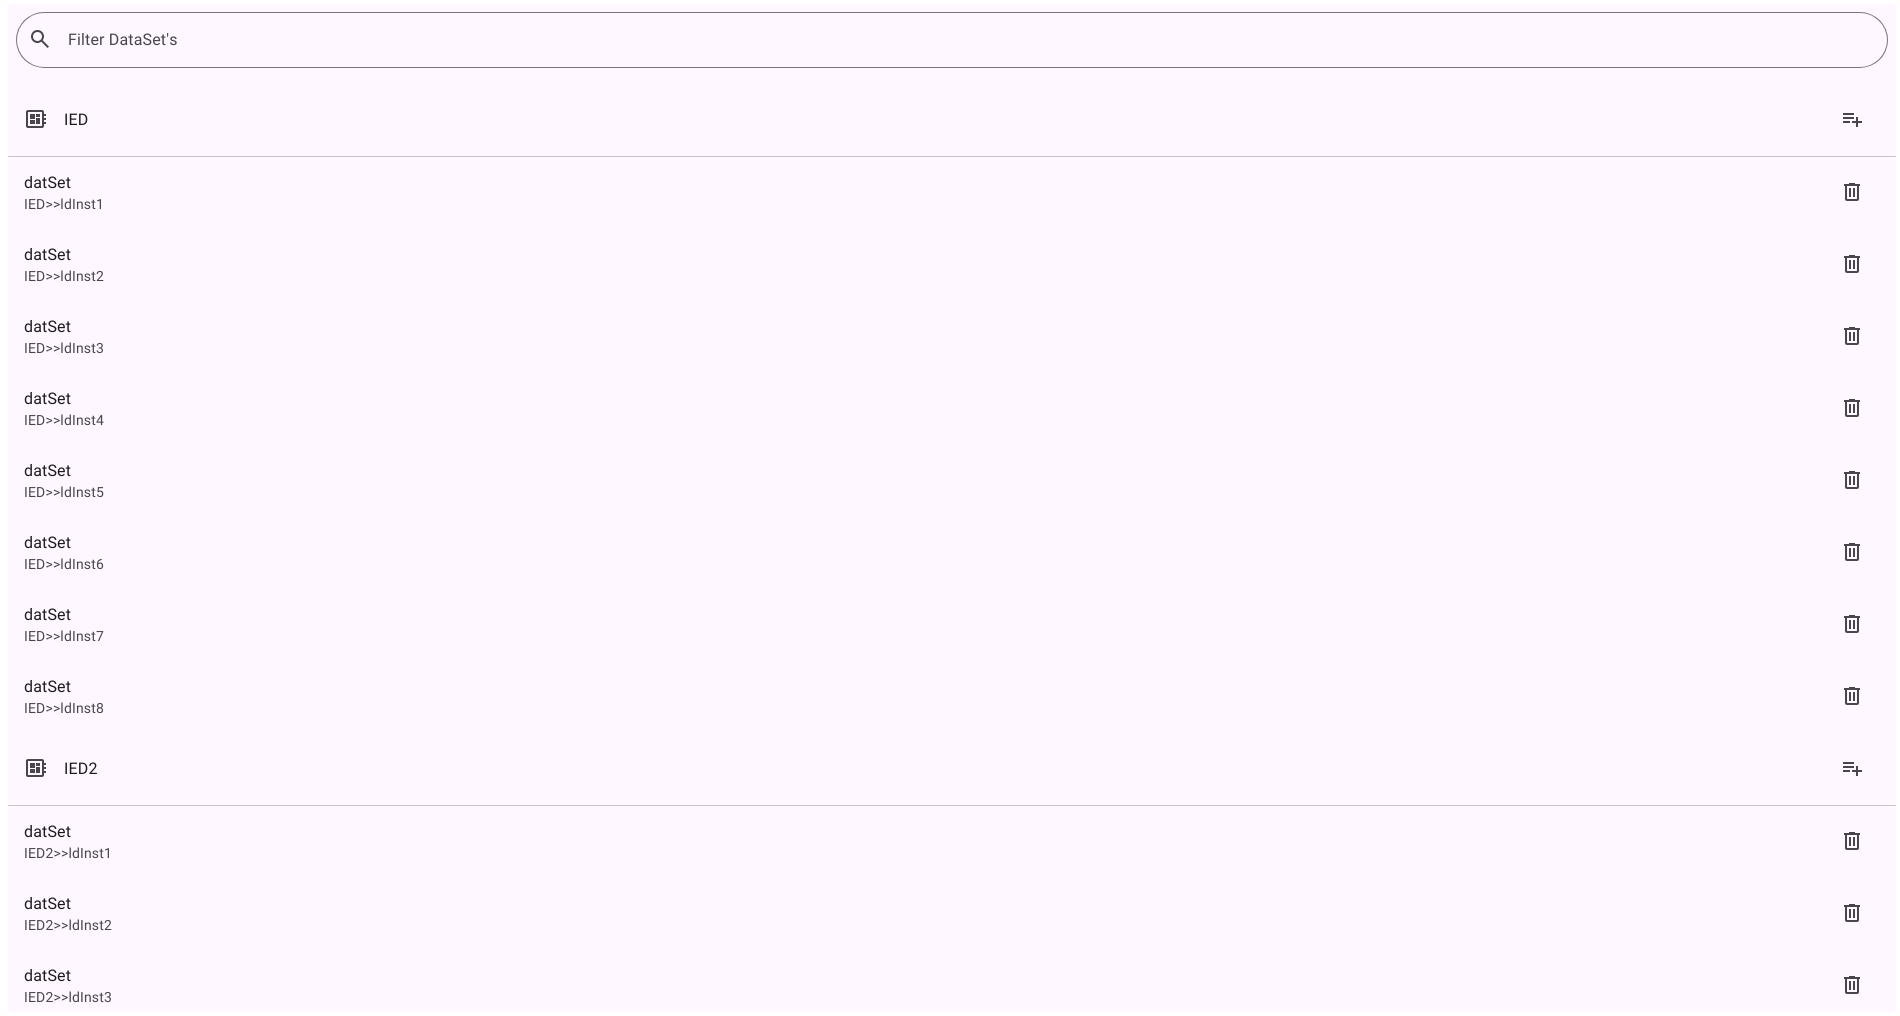 Filter DataSet's
IED
datSet
IED>>ldInst1
datSet
IED>>ldInst2
datSet
IED>>ldInst3
datSet
IED>>ldInst4
datSet
IED>>ldInst5
datSet
IED>>ldInst6
datSet
IED>>ldInst7
datSet
IED>>ldInst8
IED2
datSet
IED2>>ldInst1
datSet
IED2>>ldInst2
datSet
IED2>>ldInst3